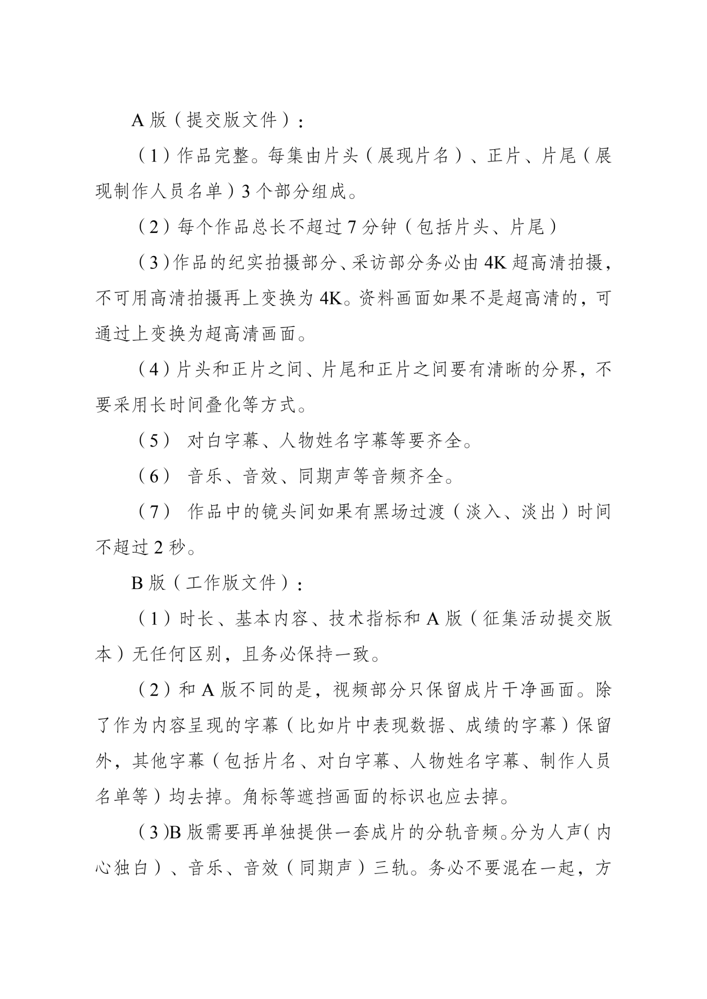 A 版（提交版文件）：
（1）作品完整。每集由片头（展现片名）、正片、片尾（展
现制作人员名单）3 个部分组成。
（2）每个作品总长不超过 7 分钟（包括片头、片尾）
（3）作品的纪实拍摄部分、采访部分务必由 4K 超高清拍摄，
不可用高清拍摄再上变换为 4K。资料画面如果不是超高清的，可
通过上变换为超高清画面。
（4）片头和正片之间、片尾和正片之间要有清晰的分界，不
要采用长时间叠化等方式。
（5） 对白字幕、人物姓名字幕等要齐全。
（6） 音乐、音效、同期声等音频齐全。
（7） 作品中的镜头间如果有黑场过渡（淡入、淡出）时间
不超过 2 秒。
B 版（工作版文件）：
（1）时长、基本内容、技术指标和 A 版（征集活动提交版
本）无任何区别，且务必保持一致。
（2）和 A 版不同的是，视频部分只保留成片干净画面。除
了作为内容呈现的字幕（比如片中表现数据、成绩的字幕）保留
外，其他字幕（包括片名、对白字幕、人物姓名字幕、制作人员
名单等）均去掉。角标等遮挡画面的标识也应去掉。
（3）B 版需要再单独提供一套成片的分轨音频。分为人声（内
心独白）、音乐、音效（同期声）三轨。务必不要混在一起，方